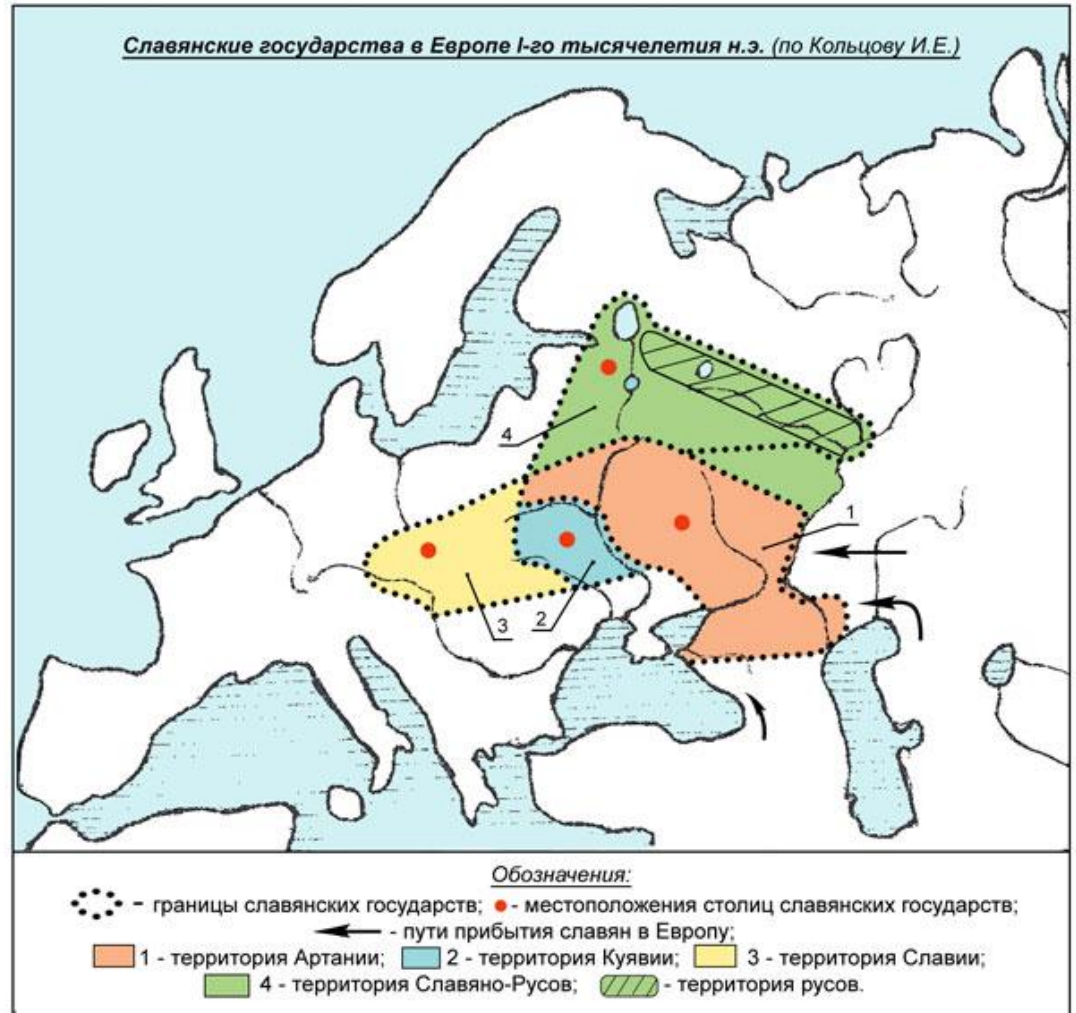 Славянские государства в Европе I-го тысячелетия н.э. (по Кольцову И.Е.)
4
1
3
2
Обозначения:
- границы славянских государств; - местоположения столиц славянских государств;
- пути прибытия славян в Европу;
1 - территория Артании; 2 - территория Куявии; 3 - территория Славии;
4 - территория Славяно-Русов; - территория русов.